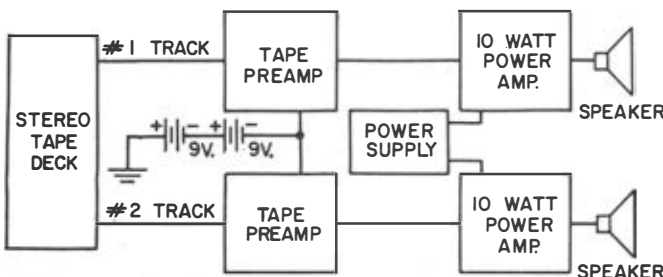 #1 TRACK
TAPE
PREAMP
10 WATT
POWER
AMP.
SPEAKER
STEREO
TAPE
DECK
+ - + -
9V. 9V.
POWER
SUPPLY
#2 TRACK
TAPE
PREAMP
10 WATT
POWER
AMP.
SPEAKER